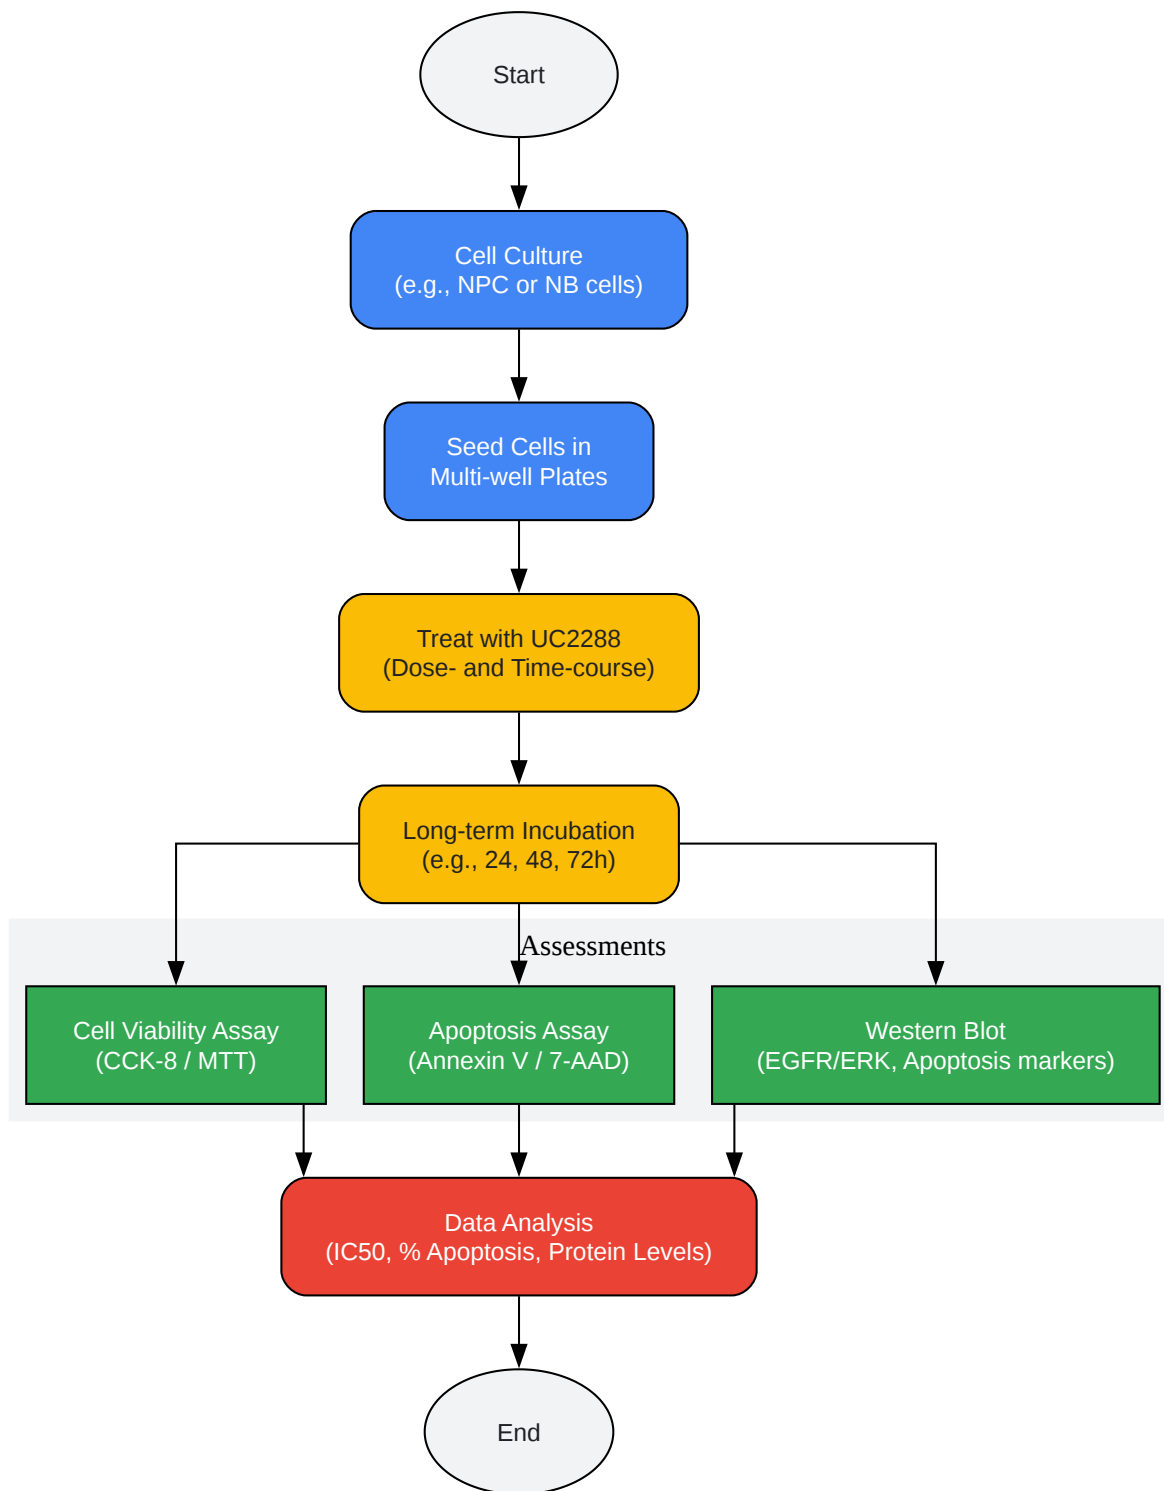 Start
Cell Culture
(e.g., NPC or NB cells)
Seed Cells in
Multi-well Plates
Treat with UC2288
(Dose- and Time-course)
Long-term Incubation
(e.g., 24, 48, 72h)
Assessments
Cell Viability Assay
(CCK-8 / MTT)
Apoptosis Assay
(Annexin V / 7-AAD)
Western Blot
(EGFR/ERK, Apoptosis markers)
Data Analysis
(IC50, % Apoptosis, Protein Levels)
End